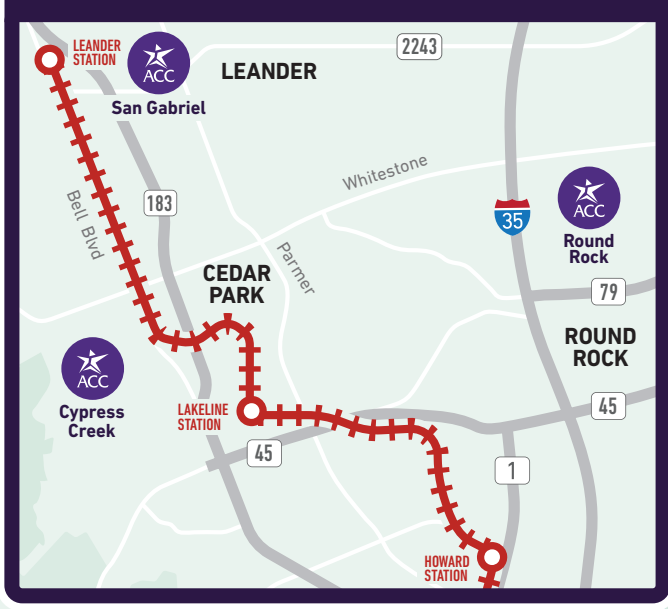 LEANDER
STATION
ACC
San Gabriel
LEANDER
2243
Whitestone
Bell Blvd
183
35
ACC
Round
Rock
Parmer
CEDAR
PARK
79
ROUND
ROCK
ACC
Cypress
Creek
LAKELINE
STATION
45
45
1
HOWARD
STATION